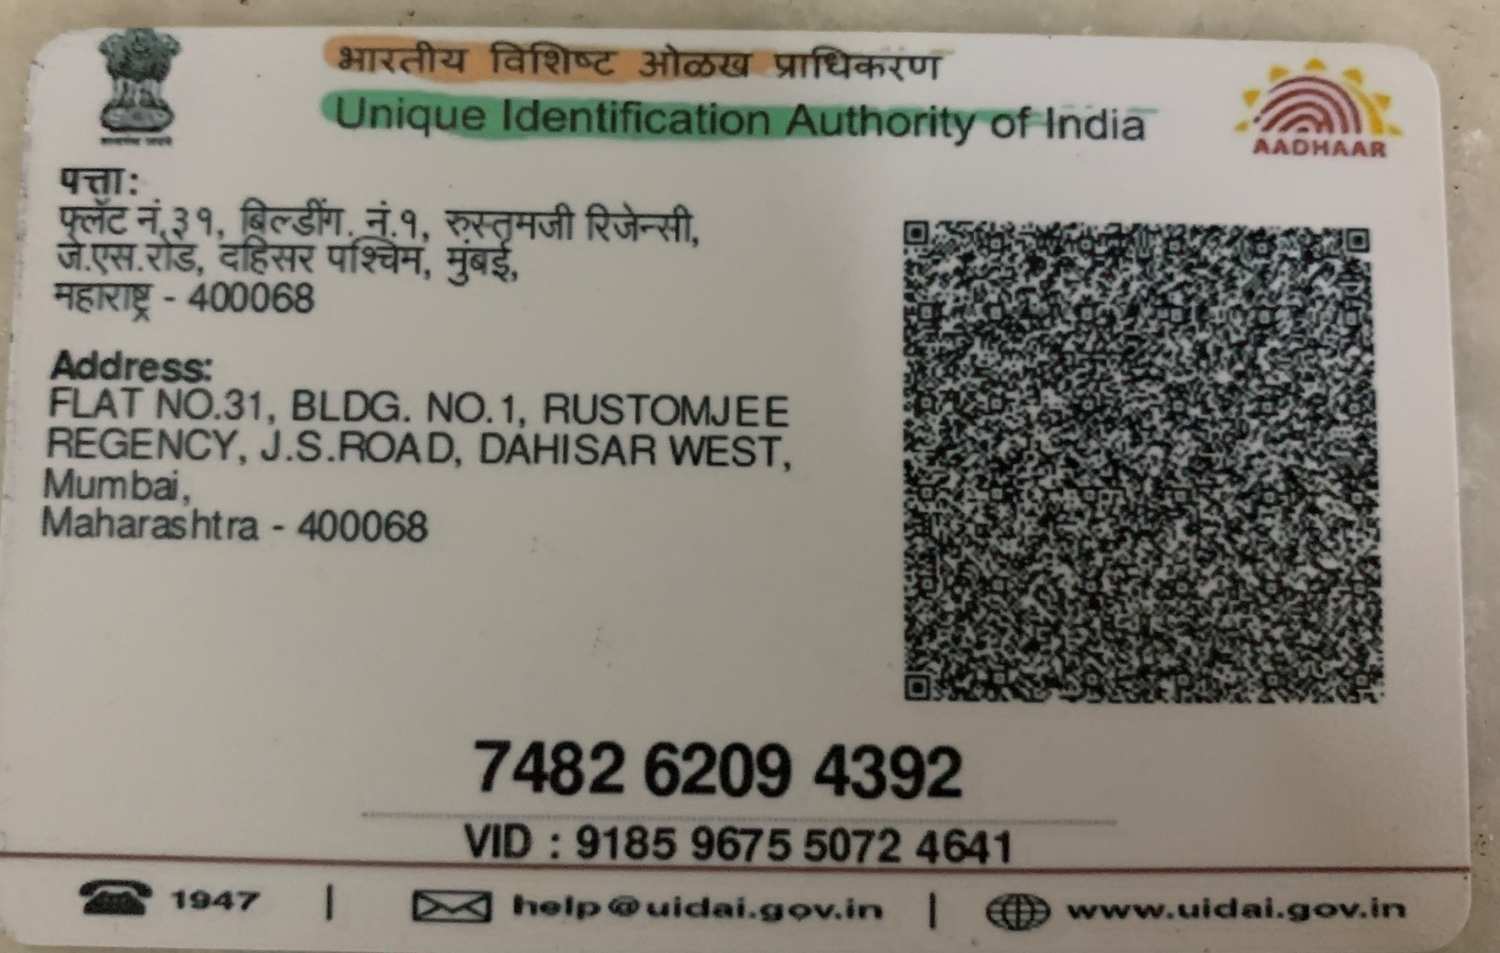 भारतीय विशिष्ट ओळख प्राधिकरण
Unique Identification Authority of India
AADHAAR
पत्ता:
फ्लॅट नं.३१, बिल्डींग. नं.१, रुस्तमजी रिजेन्सी,
जे.एस.रोड, दहिसर पश्चिम, मुंबई,
महाराष्ट्र - 400068
Address:
FLAT NO.31, BLDG. NO.1, RUSTOMJEE
REGENCY, J.S.ROAD, DAHISAR WEST,
Mumbai,
Maharashtra - 400068
7482 6209 4392
VID : 9185 9675 5072 4641
1947 | help@uidai.gov.in | www.uidai.gov.in